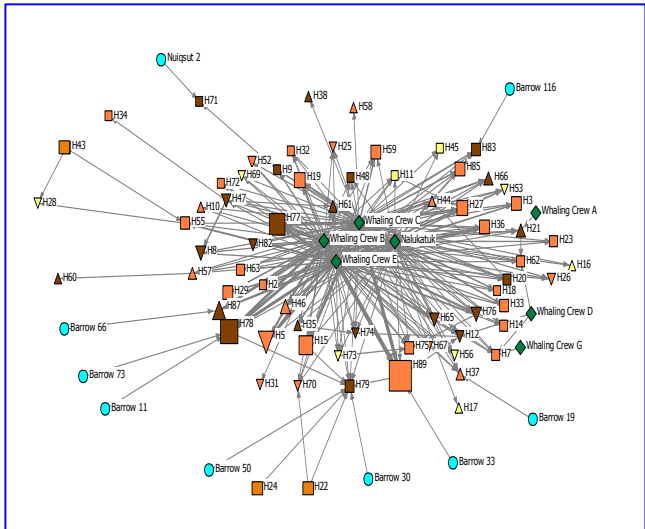 Nuiqsut 2
H38
Barrow 116
H71
H58
H34
H43
H32
H25
H59
H45
H83
H52
H9
H85
H69
H48
H11
H66
H72
H19
H53
H28
H47
H10
H61
H44
H27
H3
Whaling Crew A
H55
H77
Whaling Crew C
H36
H21
Whaling Crew B
Nalukatuk
H23
H8
H82
Whaling Crew E
H62
H16
H60
H57
H63
H20
H26
H29
H2
H18
H87
H46
H33
H76
Whaling Crew D
H65
H14
Barrow 66
H78
H35
H74
H12
H5
H15
H75
H67
Whaling Crew G
H73
H56
H7
Barrow 73
H89
H37
H31
H70
H79
Barrow 11
H17
Barrow 19
Barrow 50
Barrow 33
Barrow 30
H24
H22